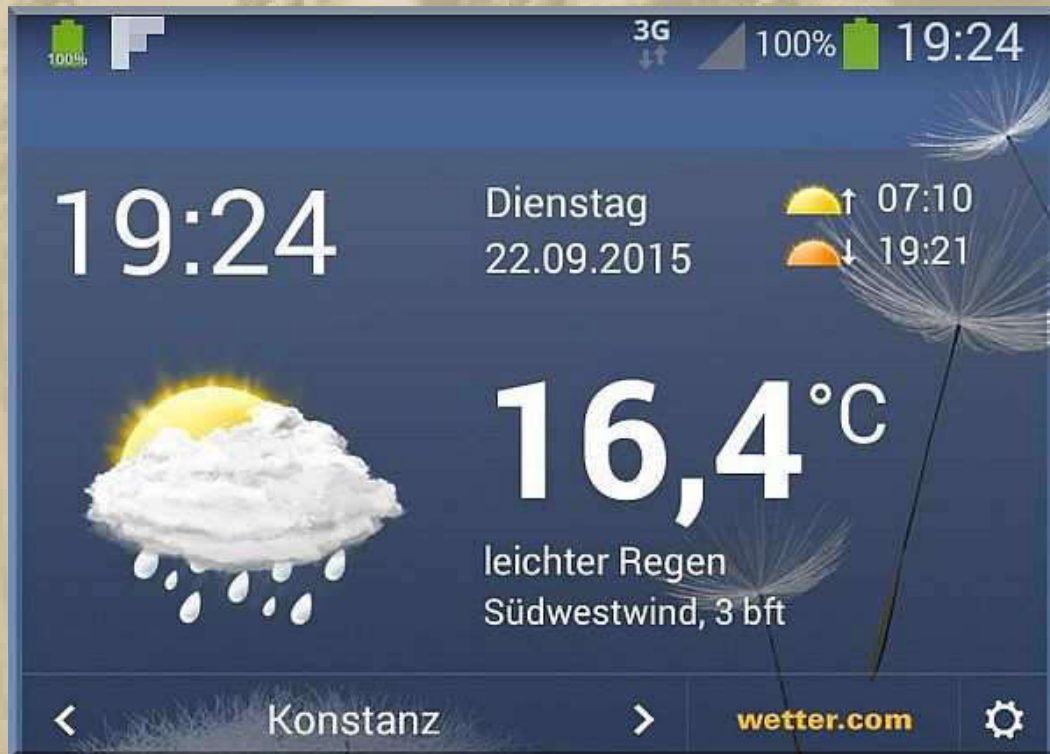 100% 3G 100% 19:24
19:24
Dienstag 07:10
22.09.2015 19:21
16,4 °C
leichter Regen
Südwestwind, 3 bft
< Konstanz > wetter.com